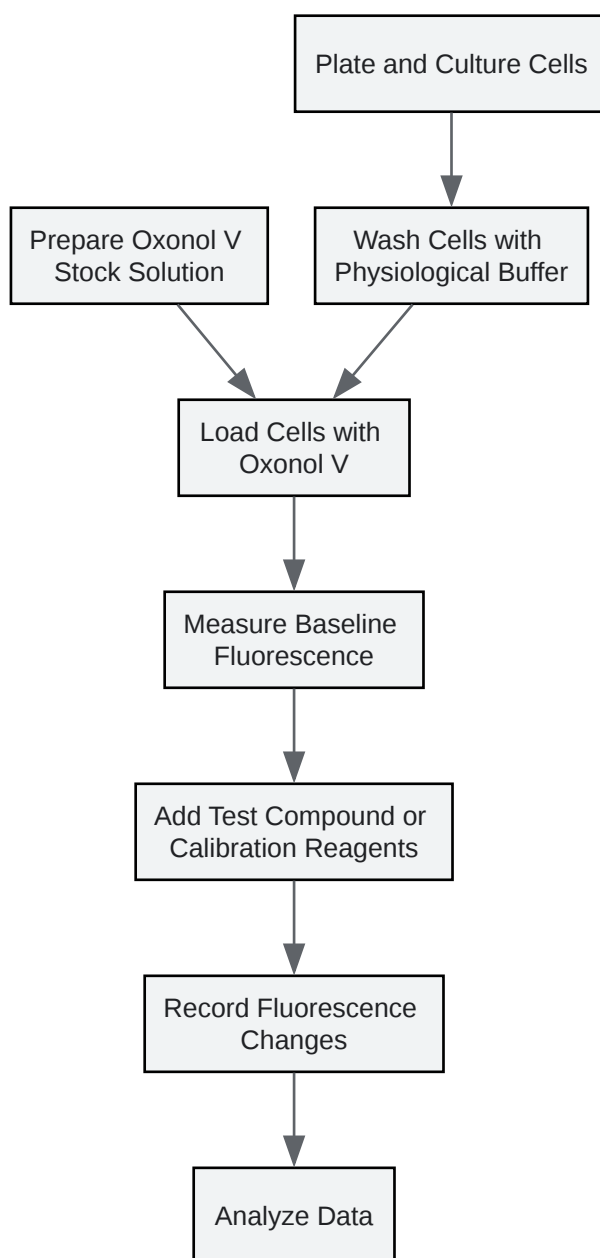 Plate and Culture Cells
Prepare Oxonol V
Stock Solution
Wash Cells with
Physiological Buffer
Load Cells with
Oxonol V
Measure Baseline
Fluorescence
Add Test Compound or
Calibration Reagents
Record Fluorescence
Changes
Analyze Data